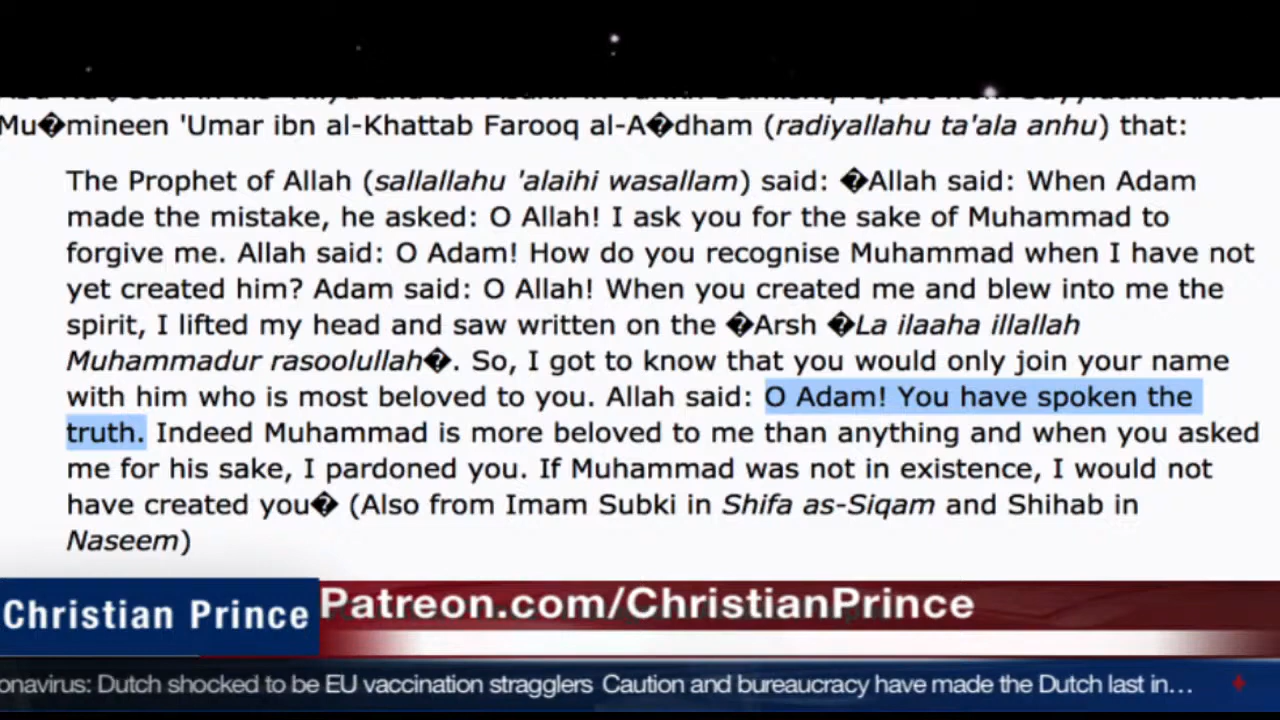 Mu�mineen 'Umar ibn al-Khattab Farooq al-A�dham (radiyallahu ta'ala anhu) that:
The Prophet of Allah (sallallahu 'alaihi wasallam) said: �Allah said: When Adam
made the mistake, he asked: O Allah! I ask you for the sake of Muhammad to
forgive me. Allah said: O Adam! How do you recognise Muhammad when I have not
yet created him? Adam said: O Allah! When you created me and blew into me the
spirit, I lifted my head and saw written on the �Arsh �La ilaaha illallah
Muhammadur rasoolullah�. So, I got to know that you would only join your name
with him who is most beloved to you. Allah said: O Adam! You have spoken the
truth. Indeed Muhammad is more beloved to me than anything and when you asked
me for his sake, I pardoned you. If Muhammad was not in existence, I would not
have created you� (Also from Imam Subki in Shifa as-Siqam and Shihab in
Naseem)
Christian Prince
Patreon.com/ChristianPrince
onavirus: Dutch shocked to be EU vaccination stragglers Caution and bureaucracy have made the Dutch last in...